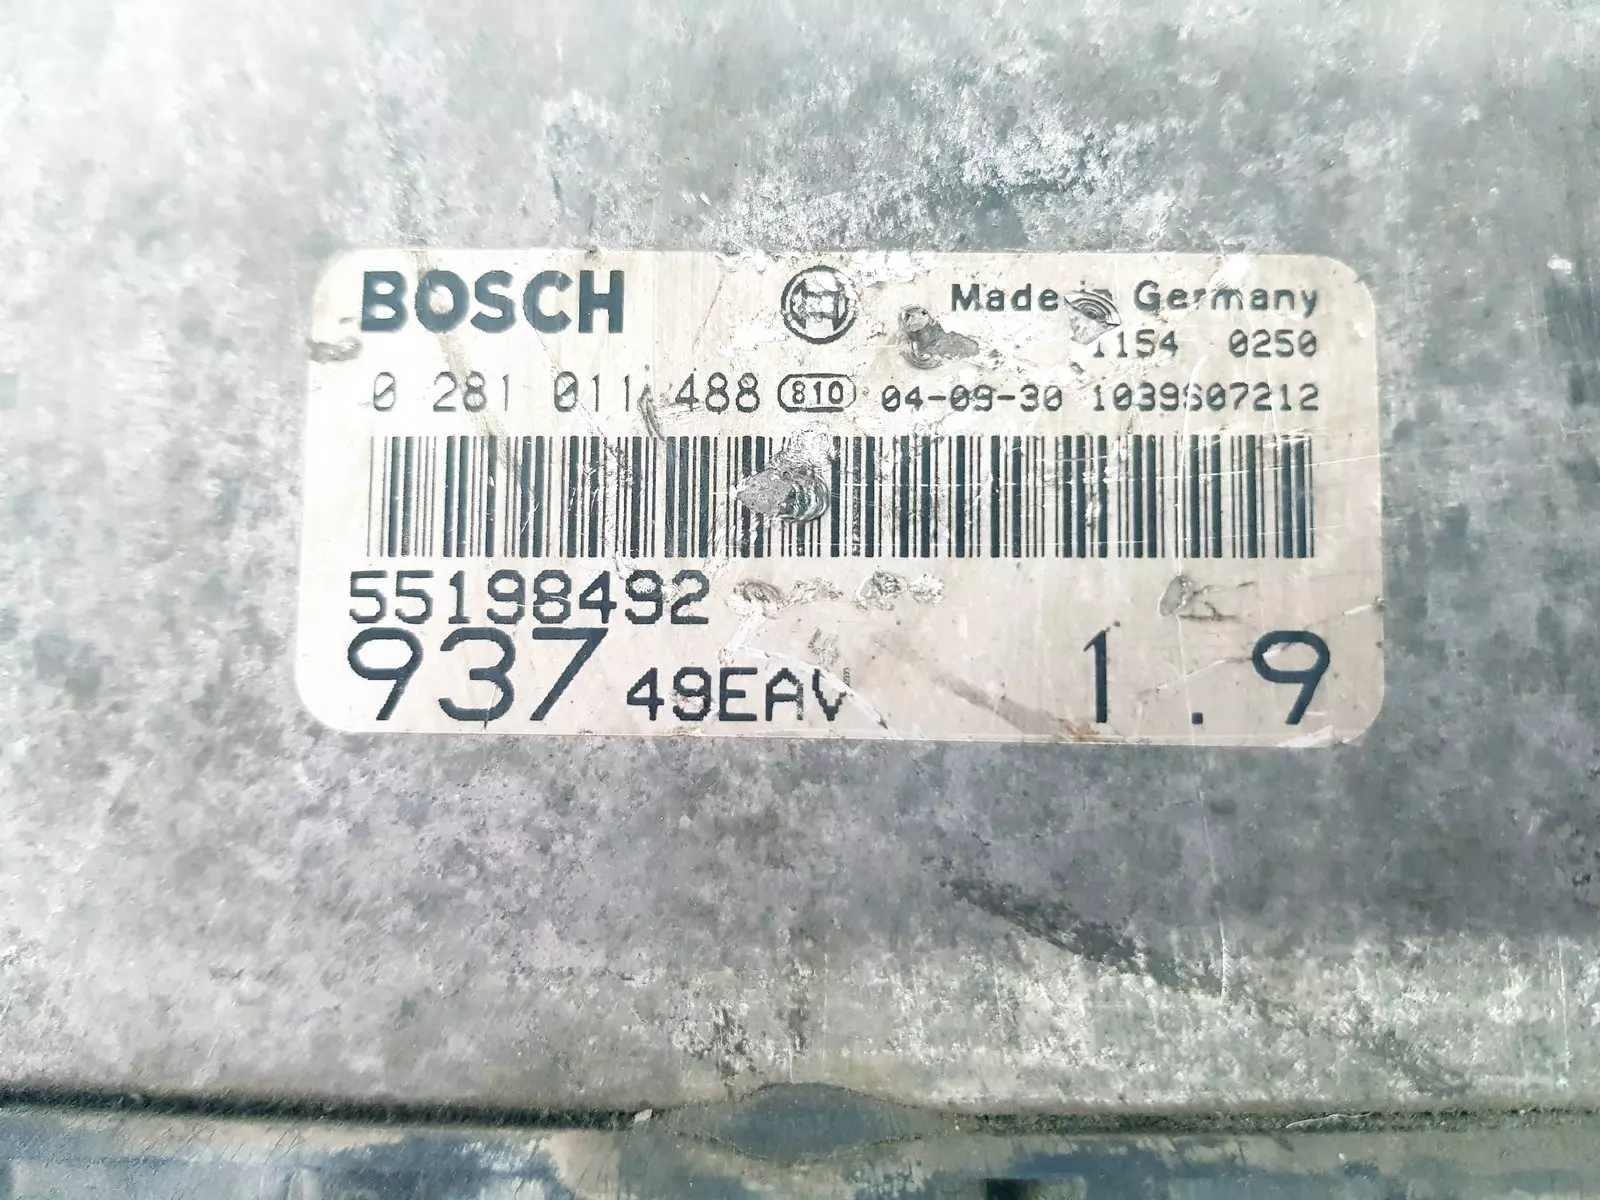 BOSCH Made in Germany
1154 0250
0 281 011 488 810 04-09-30 1039S07212
55198492
937 49EAV 1.9